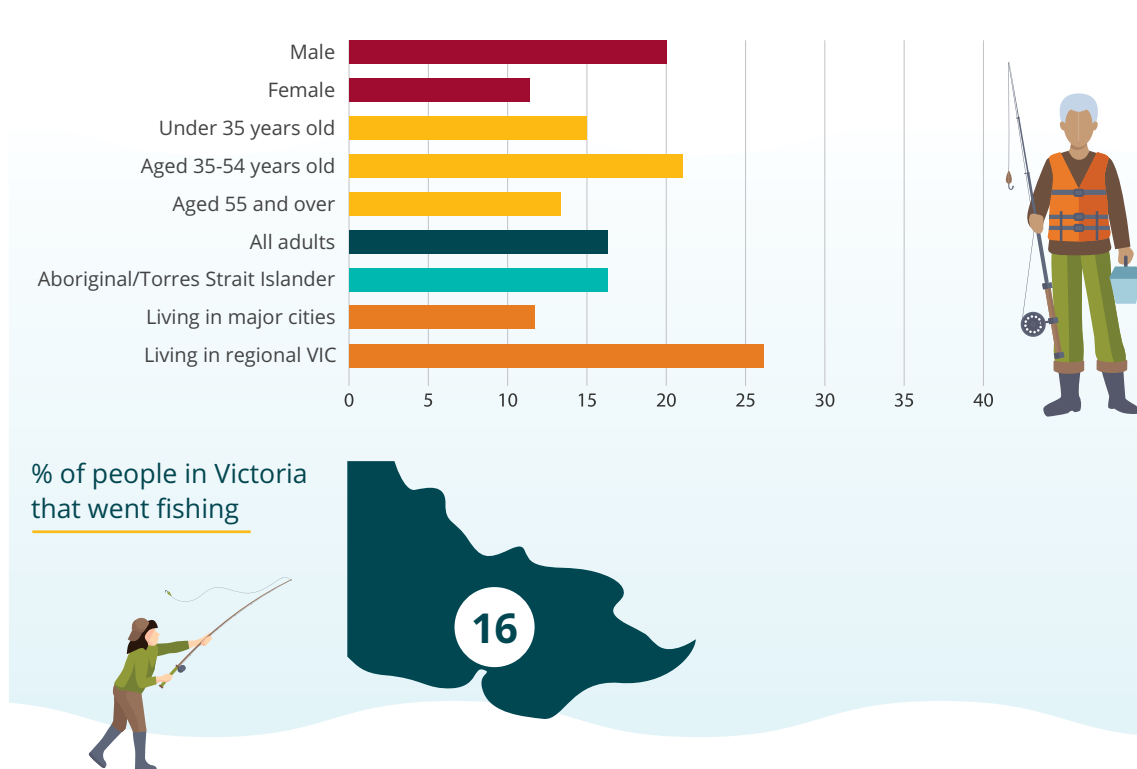 Male
Female
Under 35 years old
Aged 35-54 years old
Aged 55 and over
All adults
Aboriginal/Torres Strait Islander
Living in major cities
Living in regional VIC
0 5 10 15 20 25 30 35 40
% of people in Victoria
that went fishing
16